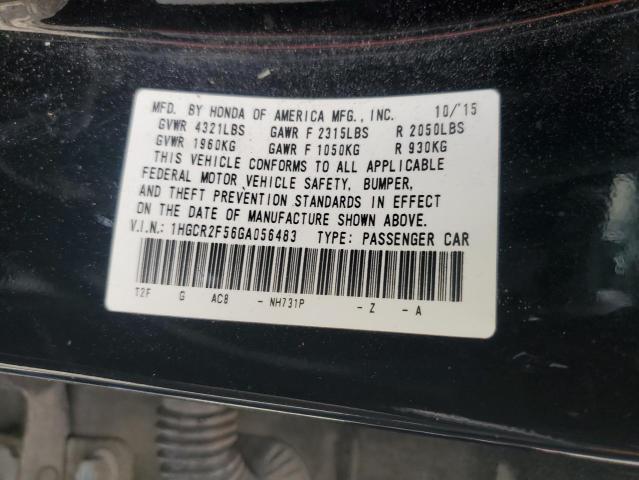 MFD. BY HONDA OF AMERICA MFG., INC. 10/'15
GVWR 4321LBS GAWR F 2315LBS R 2050LBS
GVWR 1960KG GAWR F 1050KG R 930KG
THIS VEHICLE CONFORMS TO ALL APPLICABLE
FEDERAL MOTOR VEHICLE SAFETY, BUMPER,
AND THEFT PREVENTION STANDARDS IN EFFECT
ON THE DATE OF MANUFACTURE SHOWN ABOVE.
V.I.N.: 1HGCR2F56GA056483 TYPE: PASSENGER CAR
T2F G AC8 - NH731P - Z - A